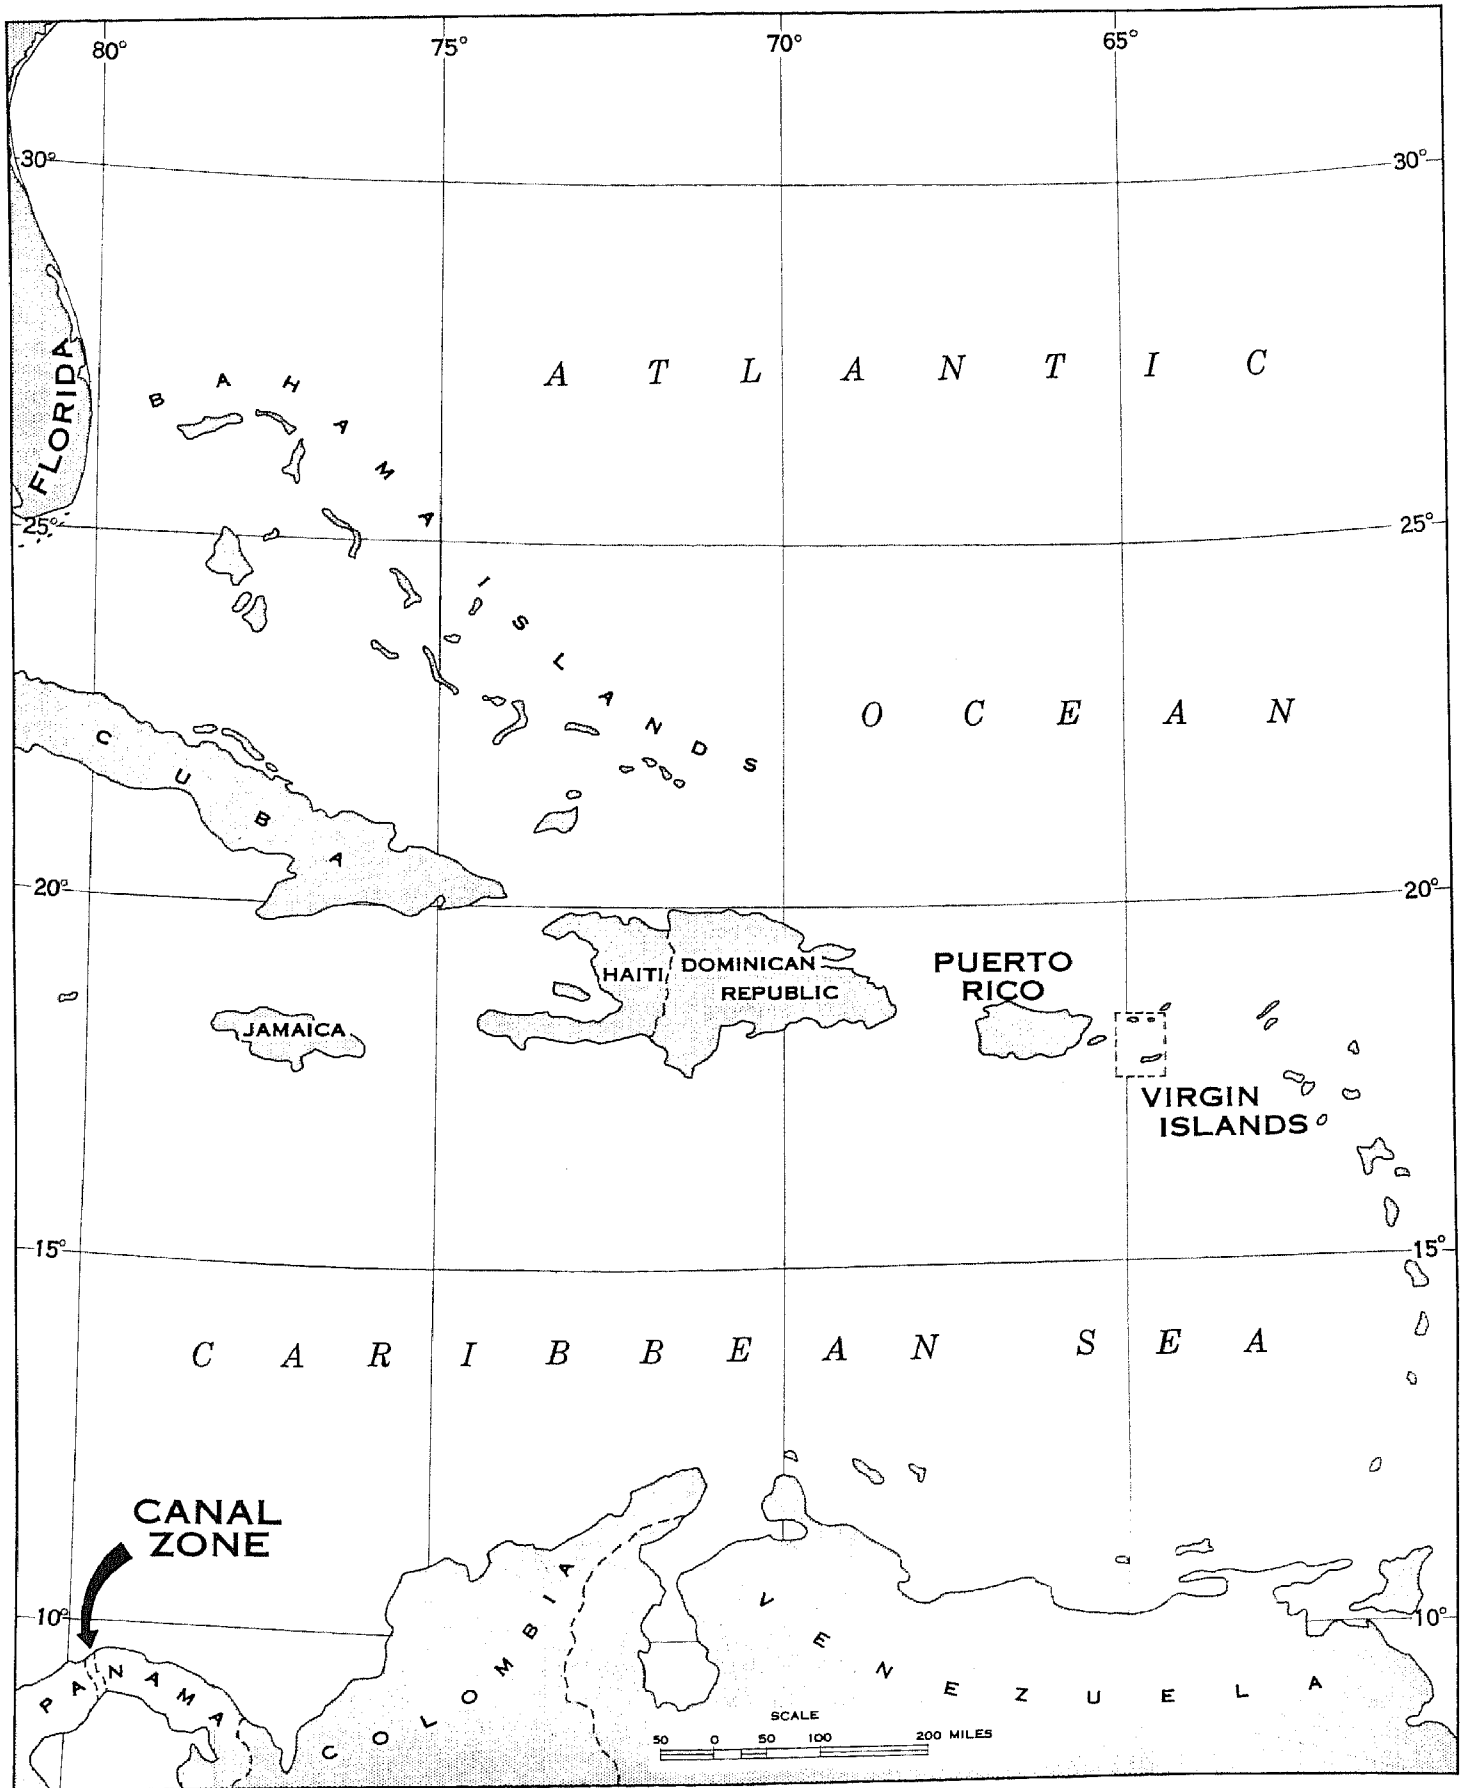 80° 75° 70° 65°
30° 30°
FLORIDA
BAHAMA ISLANDS
ATLANTIC
OCEAN
25° 25°
CUBA
20° 20°
HAITI
DOMINICAN
REPUBLIC
PUERTO
RICO
JAMAICA
VIRGIN
ISLANDS
15° 15°
CARIBBEAN SEA
CANAL
ZONE
10° 10°
PANAMA
COLOMBIA
VENEZUELA
SCALE
50 0 50 100 200 MILES